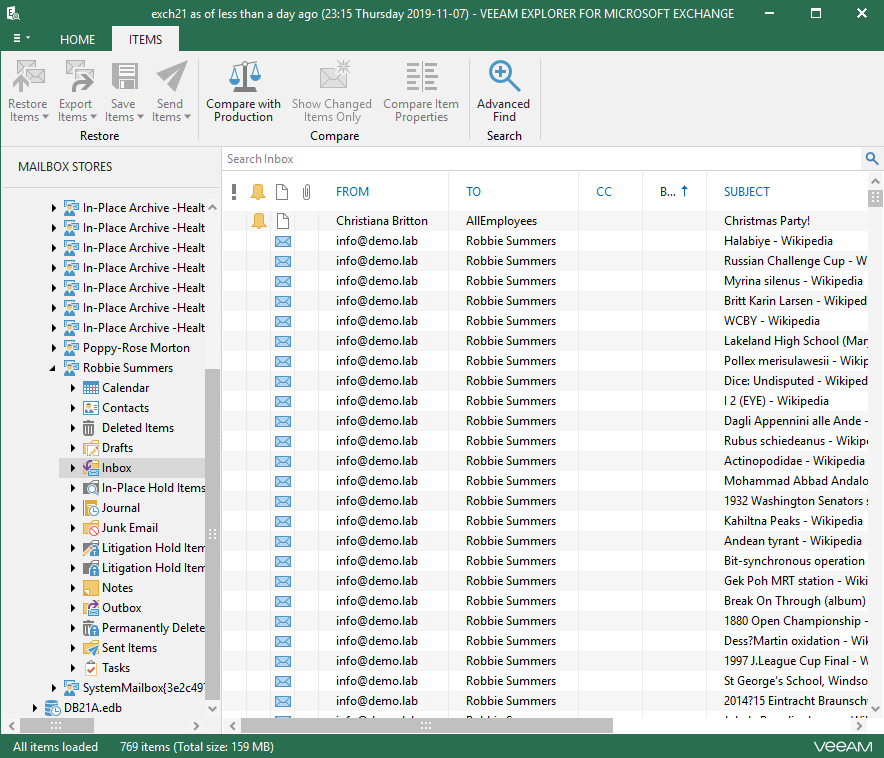 exch21 as of less than a day ago (23:15 Thursday 2019-11-07) - VEEAM EXPLORER FOR MICROSOFT EXCHANGE
HOME ITEMS
Restore Items
Export Items
Save Items
Send Items
Restore
Compare with Production
Show Changed Items Only
Compare Item Properties
Compare
Advanced Find
Search
MAILBOX STORES
In-Place Archive -Healt
In-Place Archive -Healt
In-Place Archive -Healt
In-Place Archive -Healt
In-Place Archive -Healt
In-Place Archive -Healt
In-Place Archive -Healt
Poppy-Rose Morton
Robbie Summers
Calendar
Contacts
Deleted Items
Drafts
Inbox
In-Place Hold Items
Journal
Junk Email
Litigation Hold Item
Litigation Hold Item
Notes
Outbox
Permanently Delete
Sent Items
Tasks
SystemMailbox{3e2c497
DB21A.edb
Search Inbox
FROM TO CC B... SUBJECT
Christiana Britton AllEmployees Christmas Party!
info@demo.lab Robbie Summers Halabiye - Wikipedia
info@demo.lab Robbie Summers Russian Challenge Cup - W
info@demo.lab Robbie Summers Myrina silenus - Wikipedia
info@demo.lab Robbie Summers Britt Karin Larsen - Wikiped
info@demo.lab Robbie Summers WCBY - Wikipedia
info@demo.lab Robbie Summers Lakeland High School (Mar
info@demo.lab Robbie Summers Pollex merisulawesii - Wikip
info@demo.lab Robbie Summers Dice: Undisputed - Wikiped
info@demo.lab Robbie Summers I 2 (EYE) - Wikipedia
info@demo.lab Robbie Summers Dagli Appennini alle Ande -
info@demo.lab Robbie Summers Rubus schiedeanus - Wikipe
info@demo.lab Robbie Summers Actinopodidae - Wikipedia
info@demo.lab Robbie Summers Mohammad Abbad Andalo
info@demo.lab Robbie Summers 1932 Washington Senators s
info@demo.lab Robbie Summers Kahiltna Peaks - Wikipedia
info@demo.lab Robbie Summers Andean tyrant - Wikipedia
info@demo.lab Robbie Summers Bit-synchronous operation
info@demo.lab Robbie Summers Gek Poh MRT station - Wiki
info@demo.lab Robbie Summers Break On Through (album)
info@demo.lab Robbie Summers 1880 Open Championship -
info@demo.lab Robbie Summers Dess?Martin oxidation - Wik
info@demo.lab Robbie Summers 1997 J.League Cup Final - W
info@demo.lab Robbie Summers St George's School, Windso
info@demo.lab Robbie Summers 2014?15 Eintracht Braunsch
All items loaded 769 items (Total size: 159 MB) VEEAM